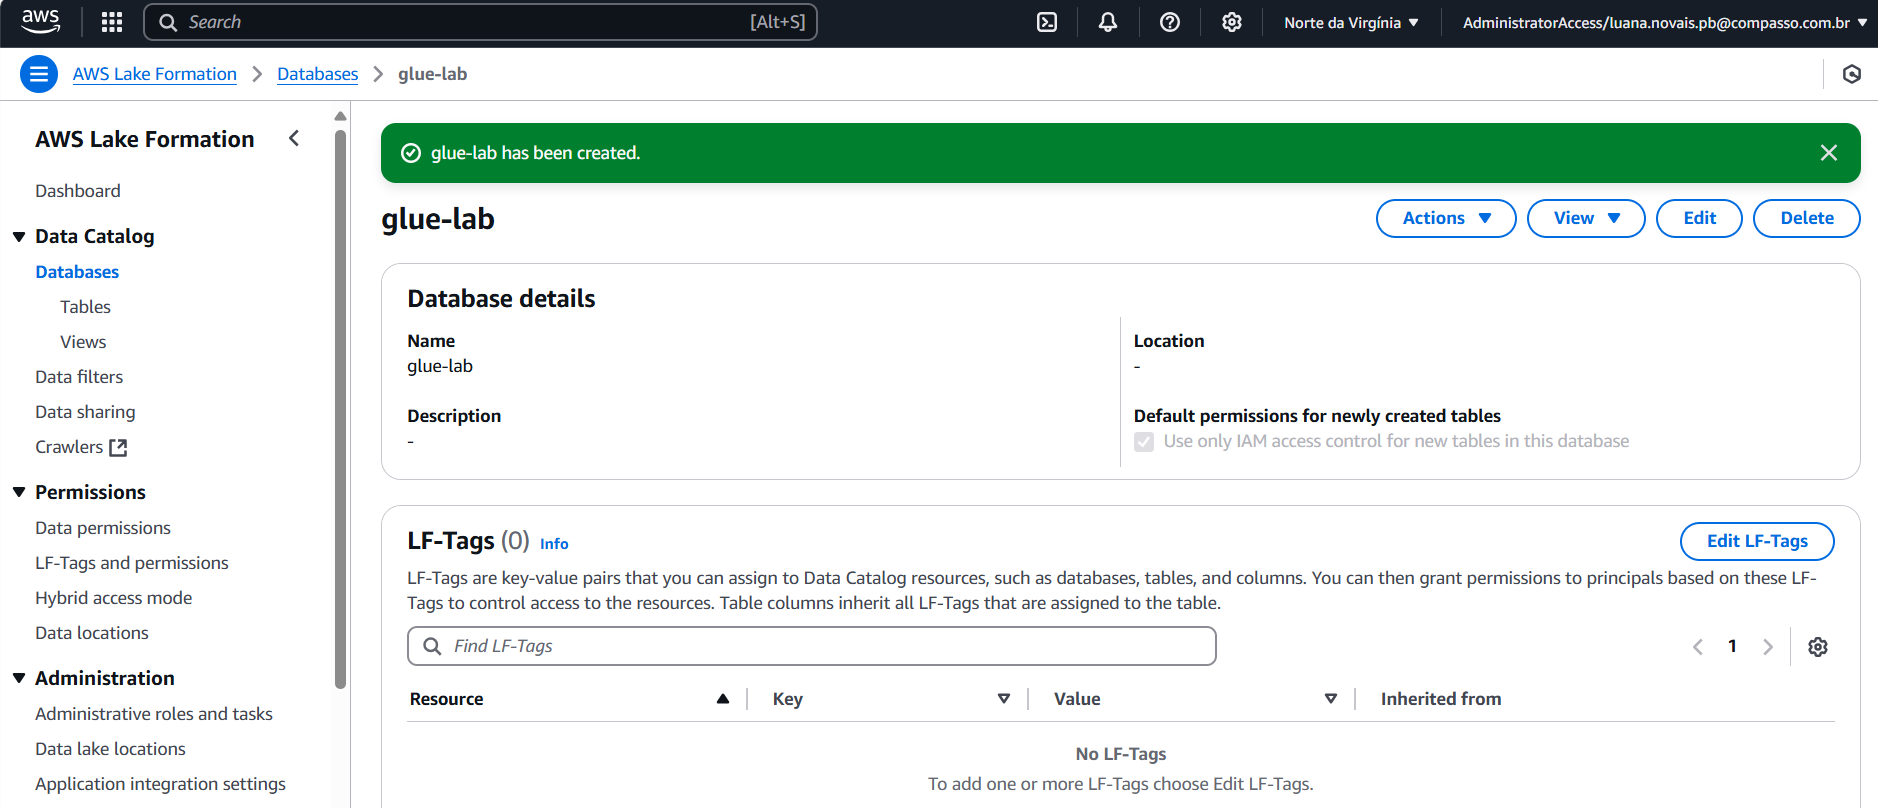 aws
Search [Alt+S]
Norte da Virgínia
AdministratorAccess/luana.novais.pb@compasso.com.br
AWS Lake Formation
Databases
glue-lab
AWS Lake Formation
Dashboard
Data Catalog
Databases
Tables
Views
Data filters
Data sharing
Crawlers
Permissions
Data permissions
LF-Tags and permissions
Hybrid access mode
Data locations
Administration
Administrative roles and tasks
Data lake locations
Application integration settings
glue-lab has been created.
glue-lab
Actions
View
Edit
Delete
Database details
Name
glue-lab
Description
-
Location
-
Default permissions for newly created tables
Use only IAM access control for new tables in this database
LF-Tags (0) Info
Edit LF-Tags
LF-Tags are key-value pairs that you can assign to Data Catalog resources, such as databases, tables, and columns. You can then grant permissions to principals based on these LF-
Tags to control access to the resources. Table columns inherit all LF-Tags that are assigned to the table.
Find LF-Tags
1
Resource
Key
Value
Inherited from
No LF-Tags
To add one or more LF-Tags choose Edit LF-Tags.